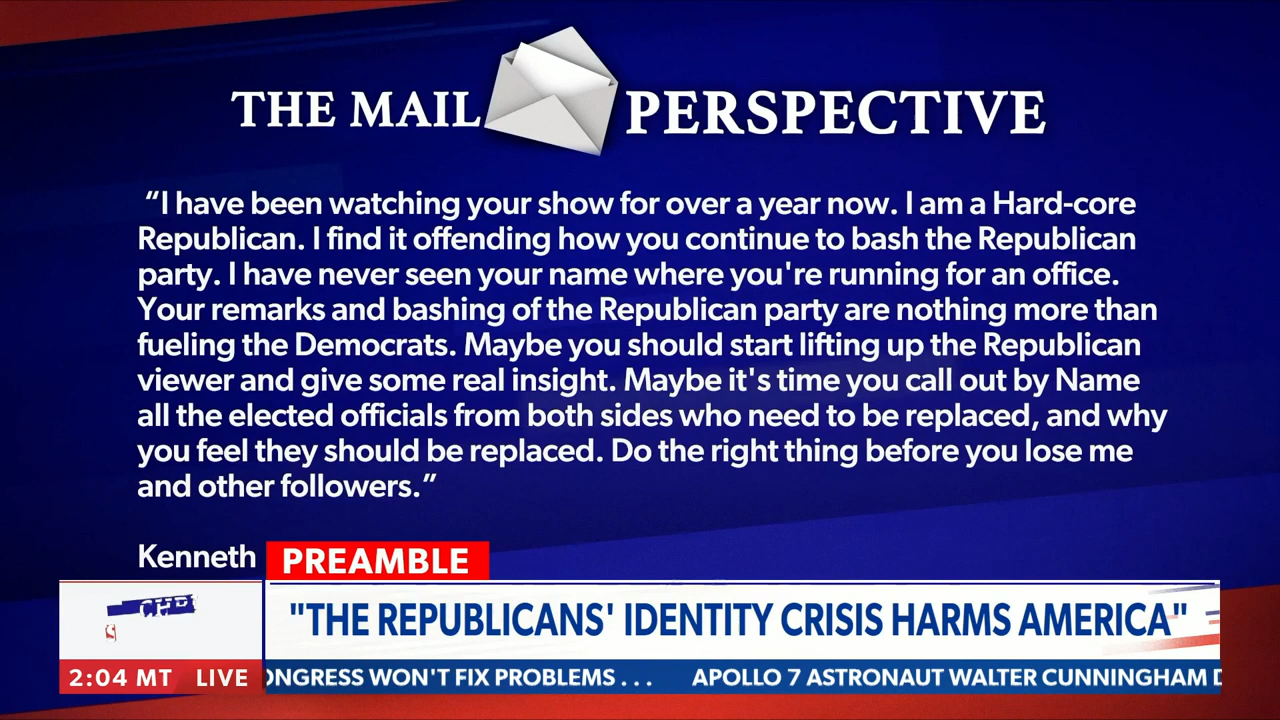 THE MAIL PERSPECTIVE
“I have been watching your show for over a year now. I am a Hard-core
Republican. I find it offending how you continue to bash the Republican
party. I have never seen your name where you're running for an office.
Your remarks and bashing of the Republican party are nothing more than
fueling the Democrats. Maybe you should start lifting up the Republican
viewer and give some real insight. Maybe it's time you call out by Name
all the elected officials from both sides who need to be replaced, and why
you feel they should be replaced. Do the right thing before you lose me
and other followers.”
Kenneth
PREAMBLE
"THE REPUBLICANS' IDENTITY CRISIS HARMS AMERICA"
2:04 MT LIVE
ONGRESS WON'T FIX PROBLEMS . . . APOLLO 7 ASTRONAUT WALTER CUNNINGHAM D